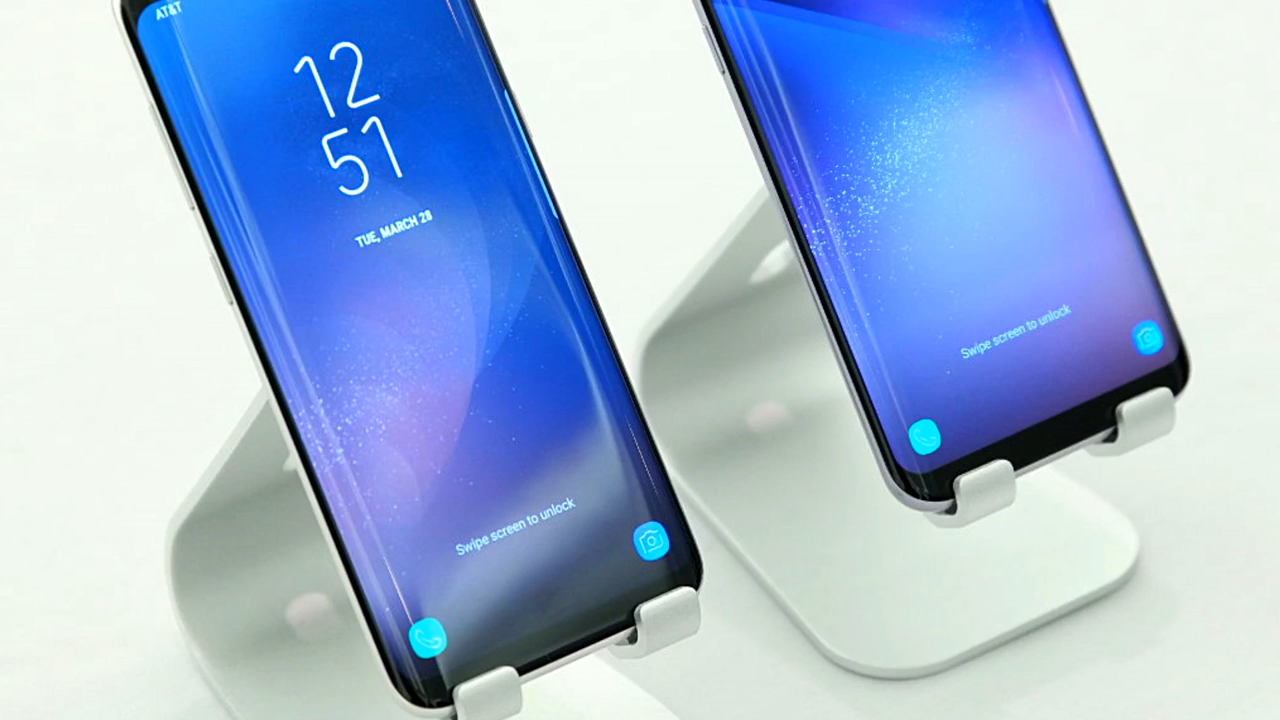 AT&T
12
51
TUE, MARCH 28
Swipe screen to unlock
Swipe screen to unlock